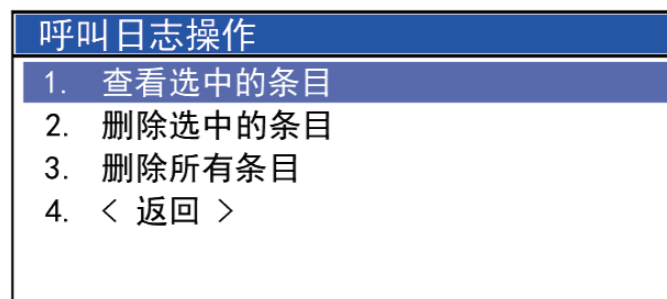 呼叫日志操作
1. 查看选中的条目
2. 删除选中的条目
3. 删除所有条目
4. < 返回 >